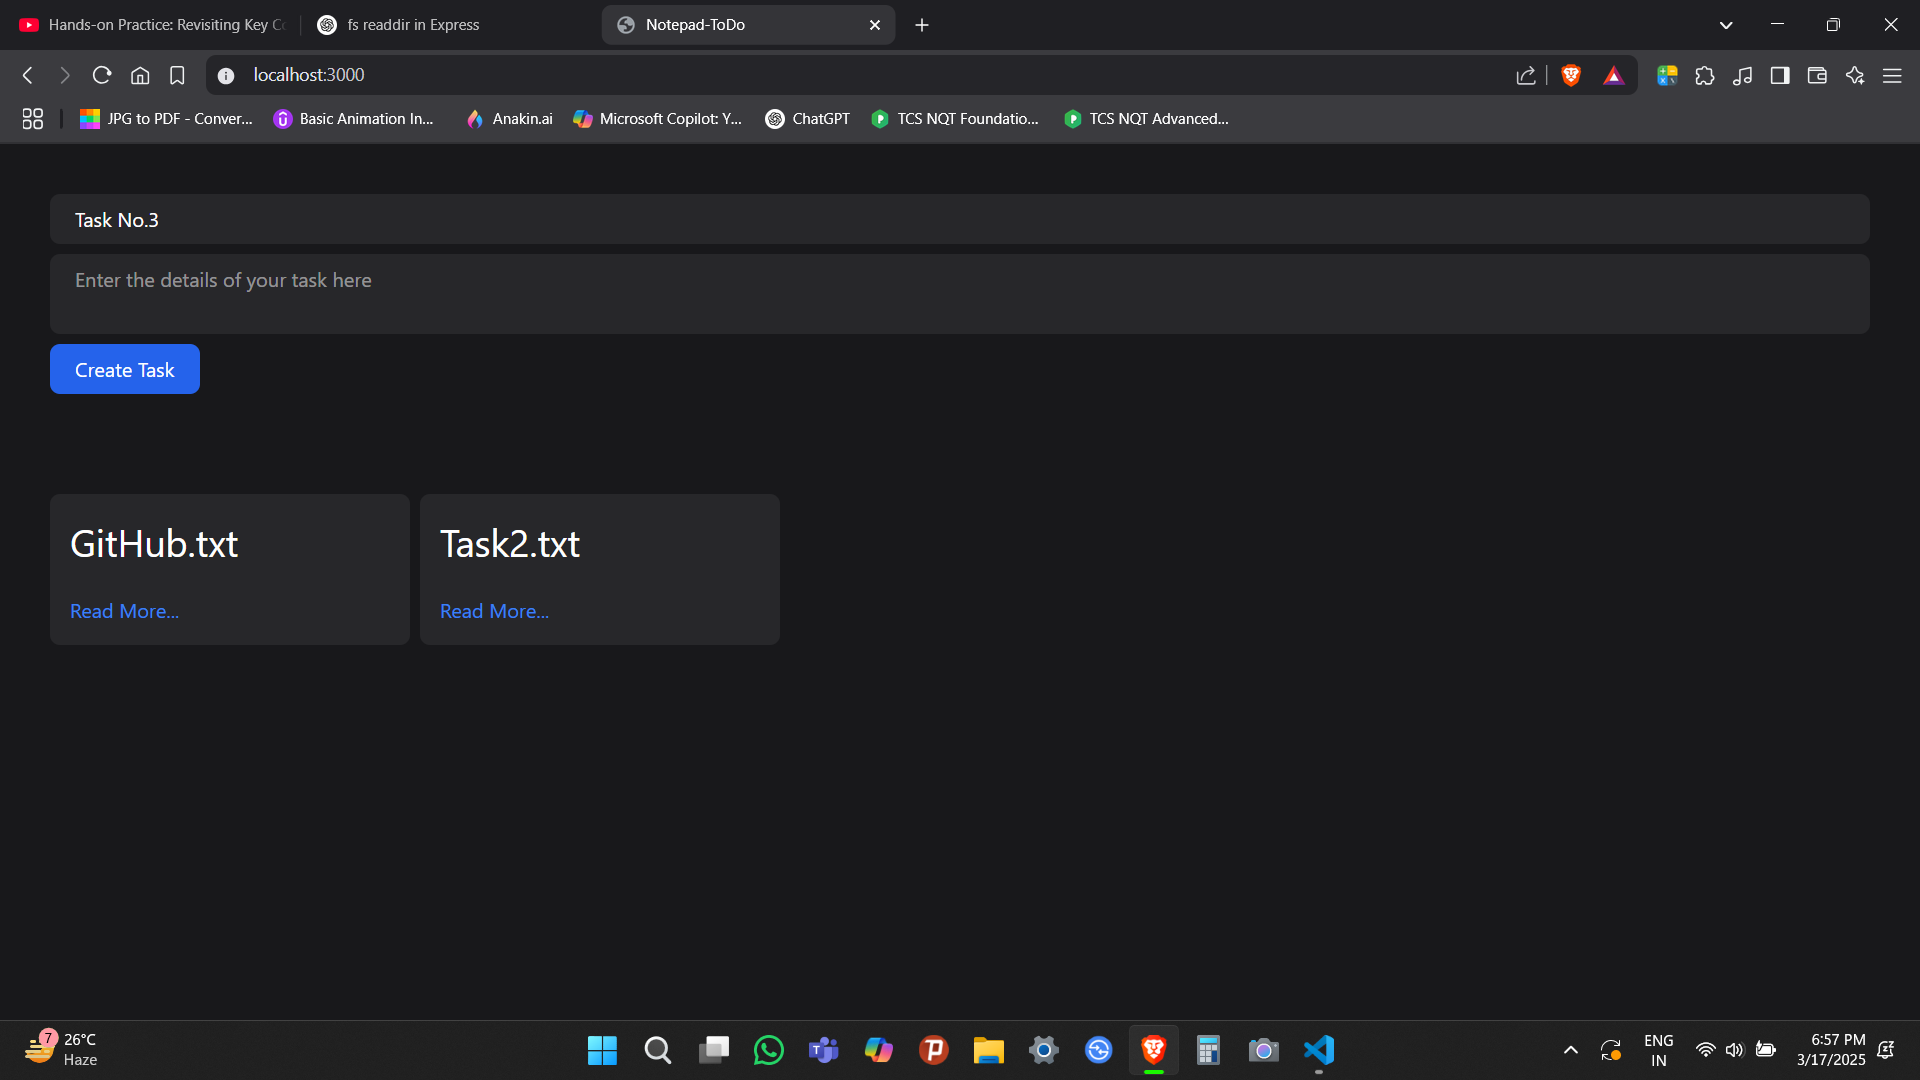 Hands-on Practice: Revisiting Key Co
fs readdir in Express
Notepad-ToDo
localhost:3000
JPG to PDF - Conver...
Basic Animation In...
Anakin.ai
Microsoft Copilot: Y...
ChatGPT
TCS NQT Foundatio...
TCS NQT Advanced...
Task No.3
Enter the details of your task here
Create Task
GitHub.txt
Read More...
Task2.txt
Read More...
7
26°C
Haze
ENG
IN
6:57 PM
3/17/2025